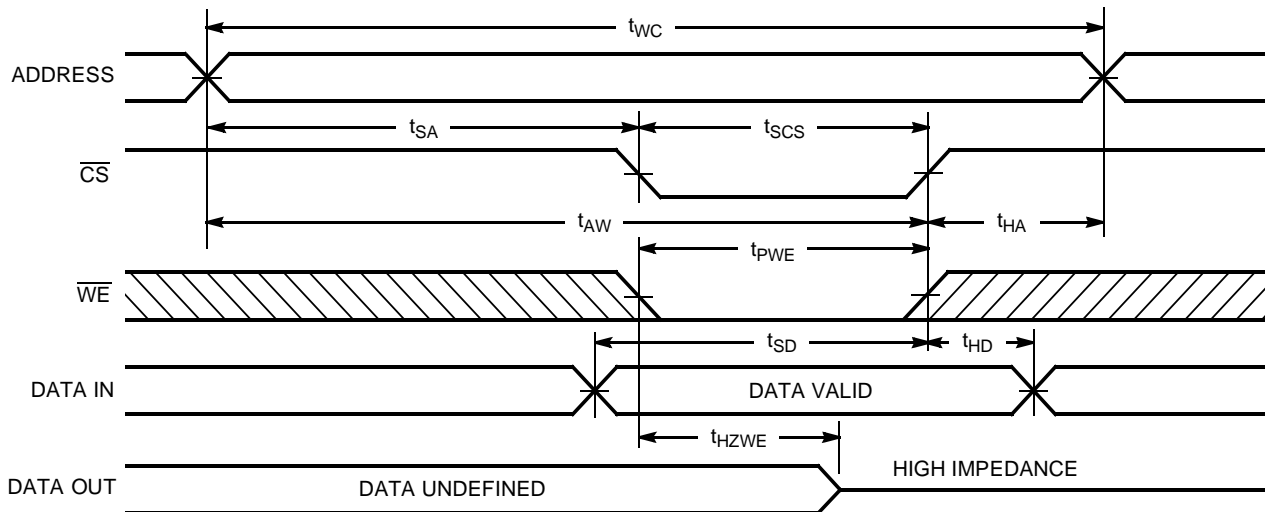 tWC
ADDRESS
tSA
tSCS
CS
tAW
tHA
tPWE
WE
tSD
tHD
DATA IN
DATA VALID
tHZWE
HIGH IMPEDANCE
DATA OUT
DATA UNDEFINED